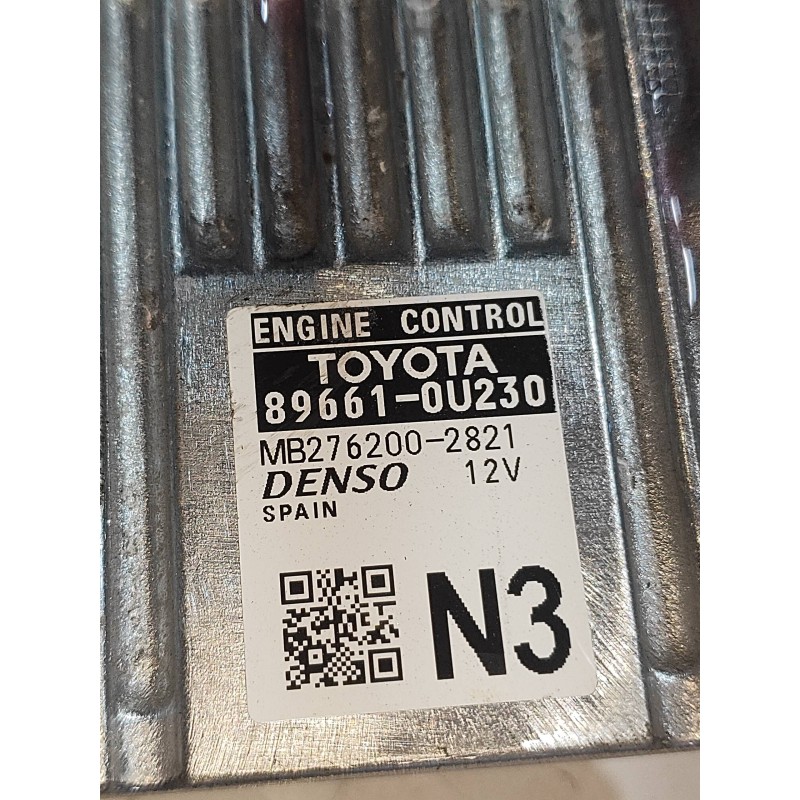 ENGINE CONTROL
TOYOTA
89661-0U230
MB276200-2821
DENSO 12V
SPAIN
N3